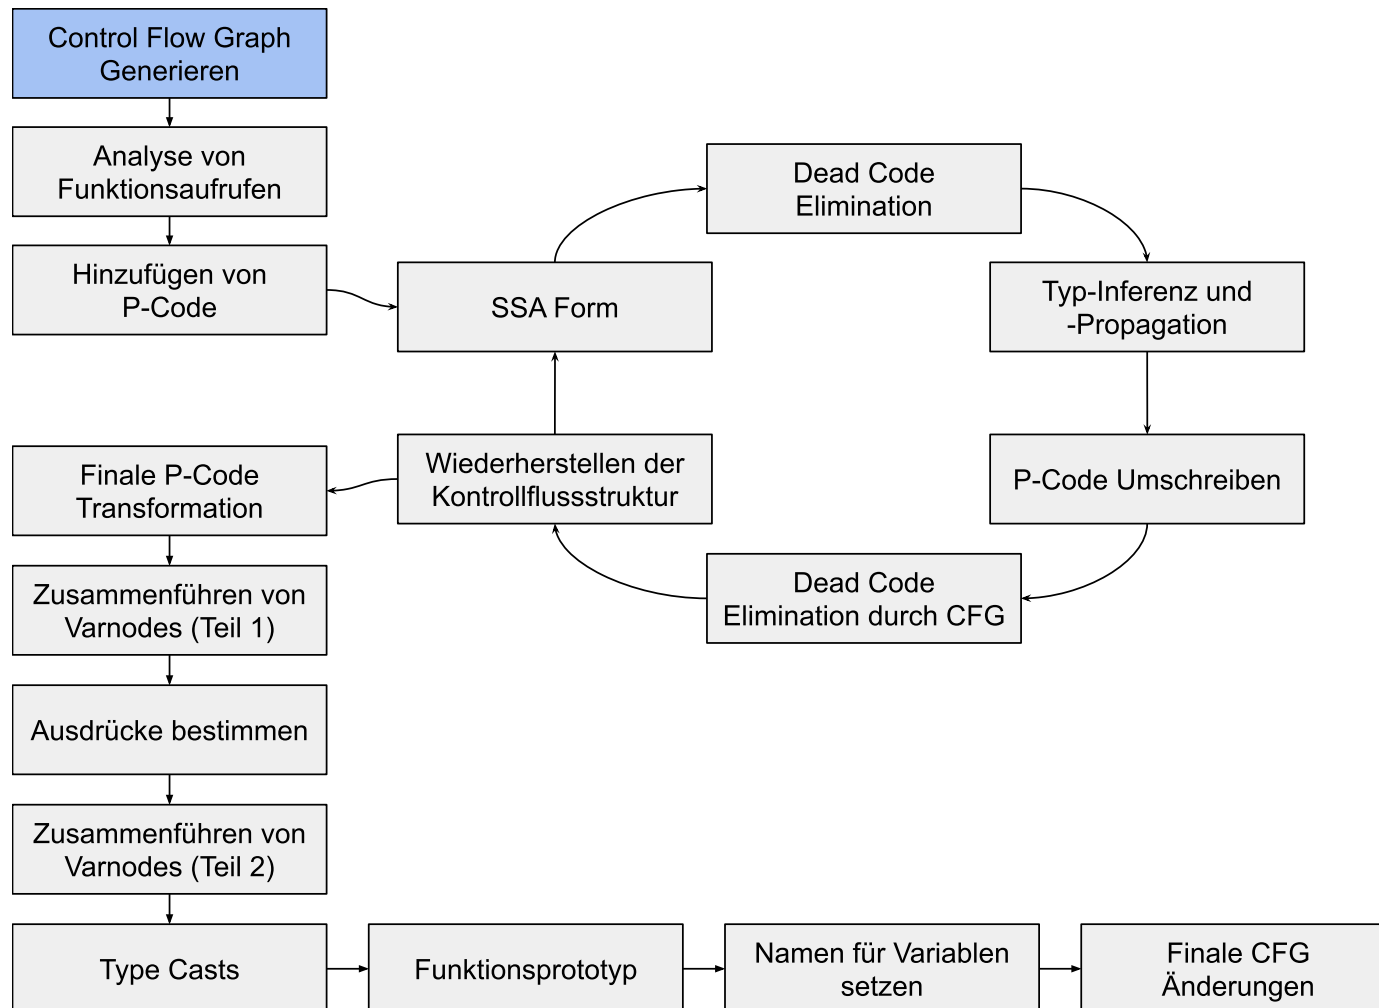 Control Flow Graph
Generieren
Analyse von
Funktionsaufrufen
Hinzufügen von
P-Code
SSA Form
Dead Code
Elimination
Typ-Inferenz und
-Propagation
P-Code Umschreiben
Dead Code
Elimination durch CFG
Wiederherstellen der
Kontrollflussstruktur
Finale P-Code
Transformation
Zusammenführen von
Varnodes (Teil 1)
Ausdrücke bestimmen
Zusammenführen von
Varnodes (Teil 2)
Type Casts
Funktionsprototyp
Namen für Variablen
setzen
Finale CFG
Änderungen